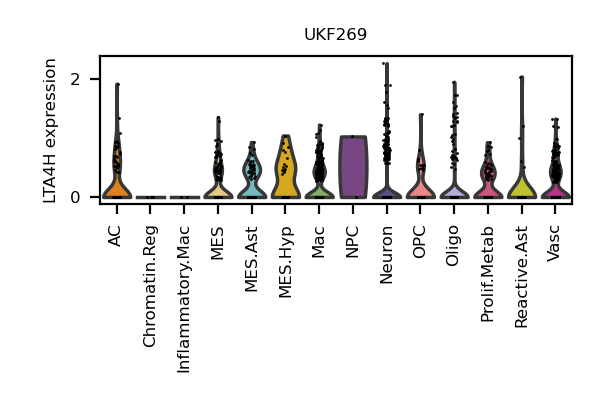 UKF269
LTA4H expression
2
0
AC
Chromatin.Reg
Inflammatory.Mac
MES
MES.Ast
MES.Hyp
Mac
NPC
Neuron
OPC
Oligo
Prolif.Metab
Reactive.Ast
Vasc